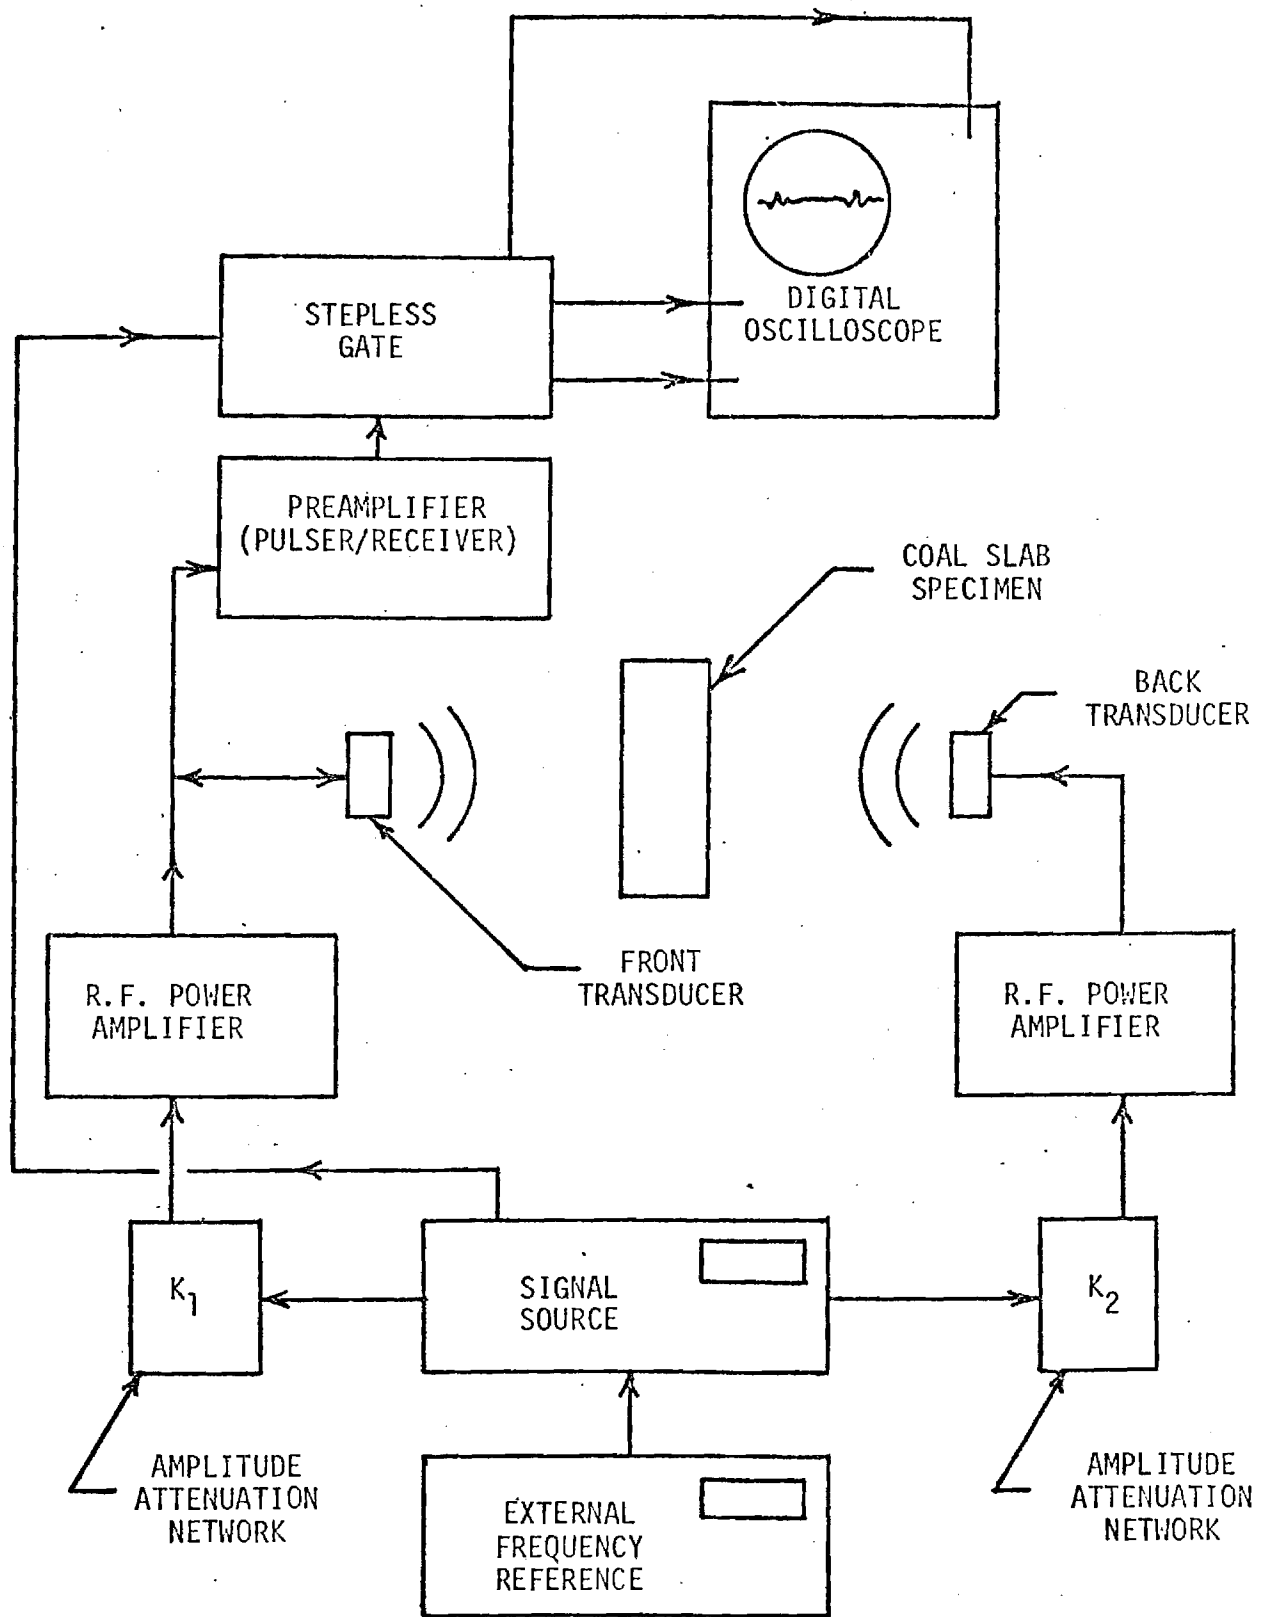 DIGITAL
OSCILLOSCOPE
STEPLESS
GATE
PREAMPLIFIER
(PULSER/RECEIVER)
COAL SLAB
SPECIMEN
BACK
TRANSDUCER
FRONT
TRANSDUCER
R.F. POWER
AMPLIFIER
R.F. POWER
AMPLIFIER
K1
SIGNAL
SOURCE
K2
AMPLITUDE
ATTENUATION
NETWORK
EXTERNAL
FREQUENCY
REFERENCE
AMPLITUDE
ATTENUATION
NETWORK